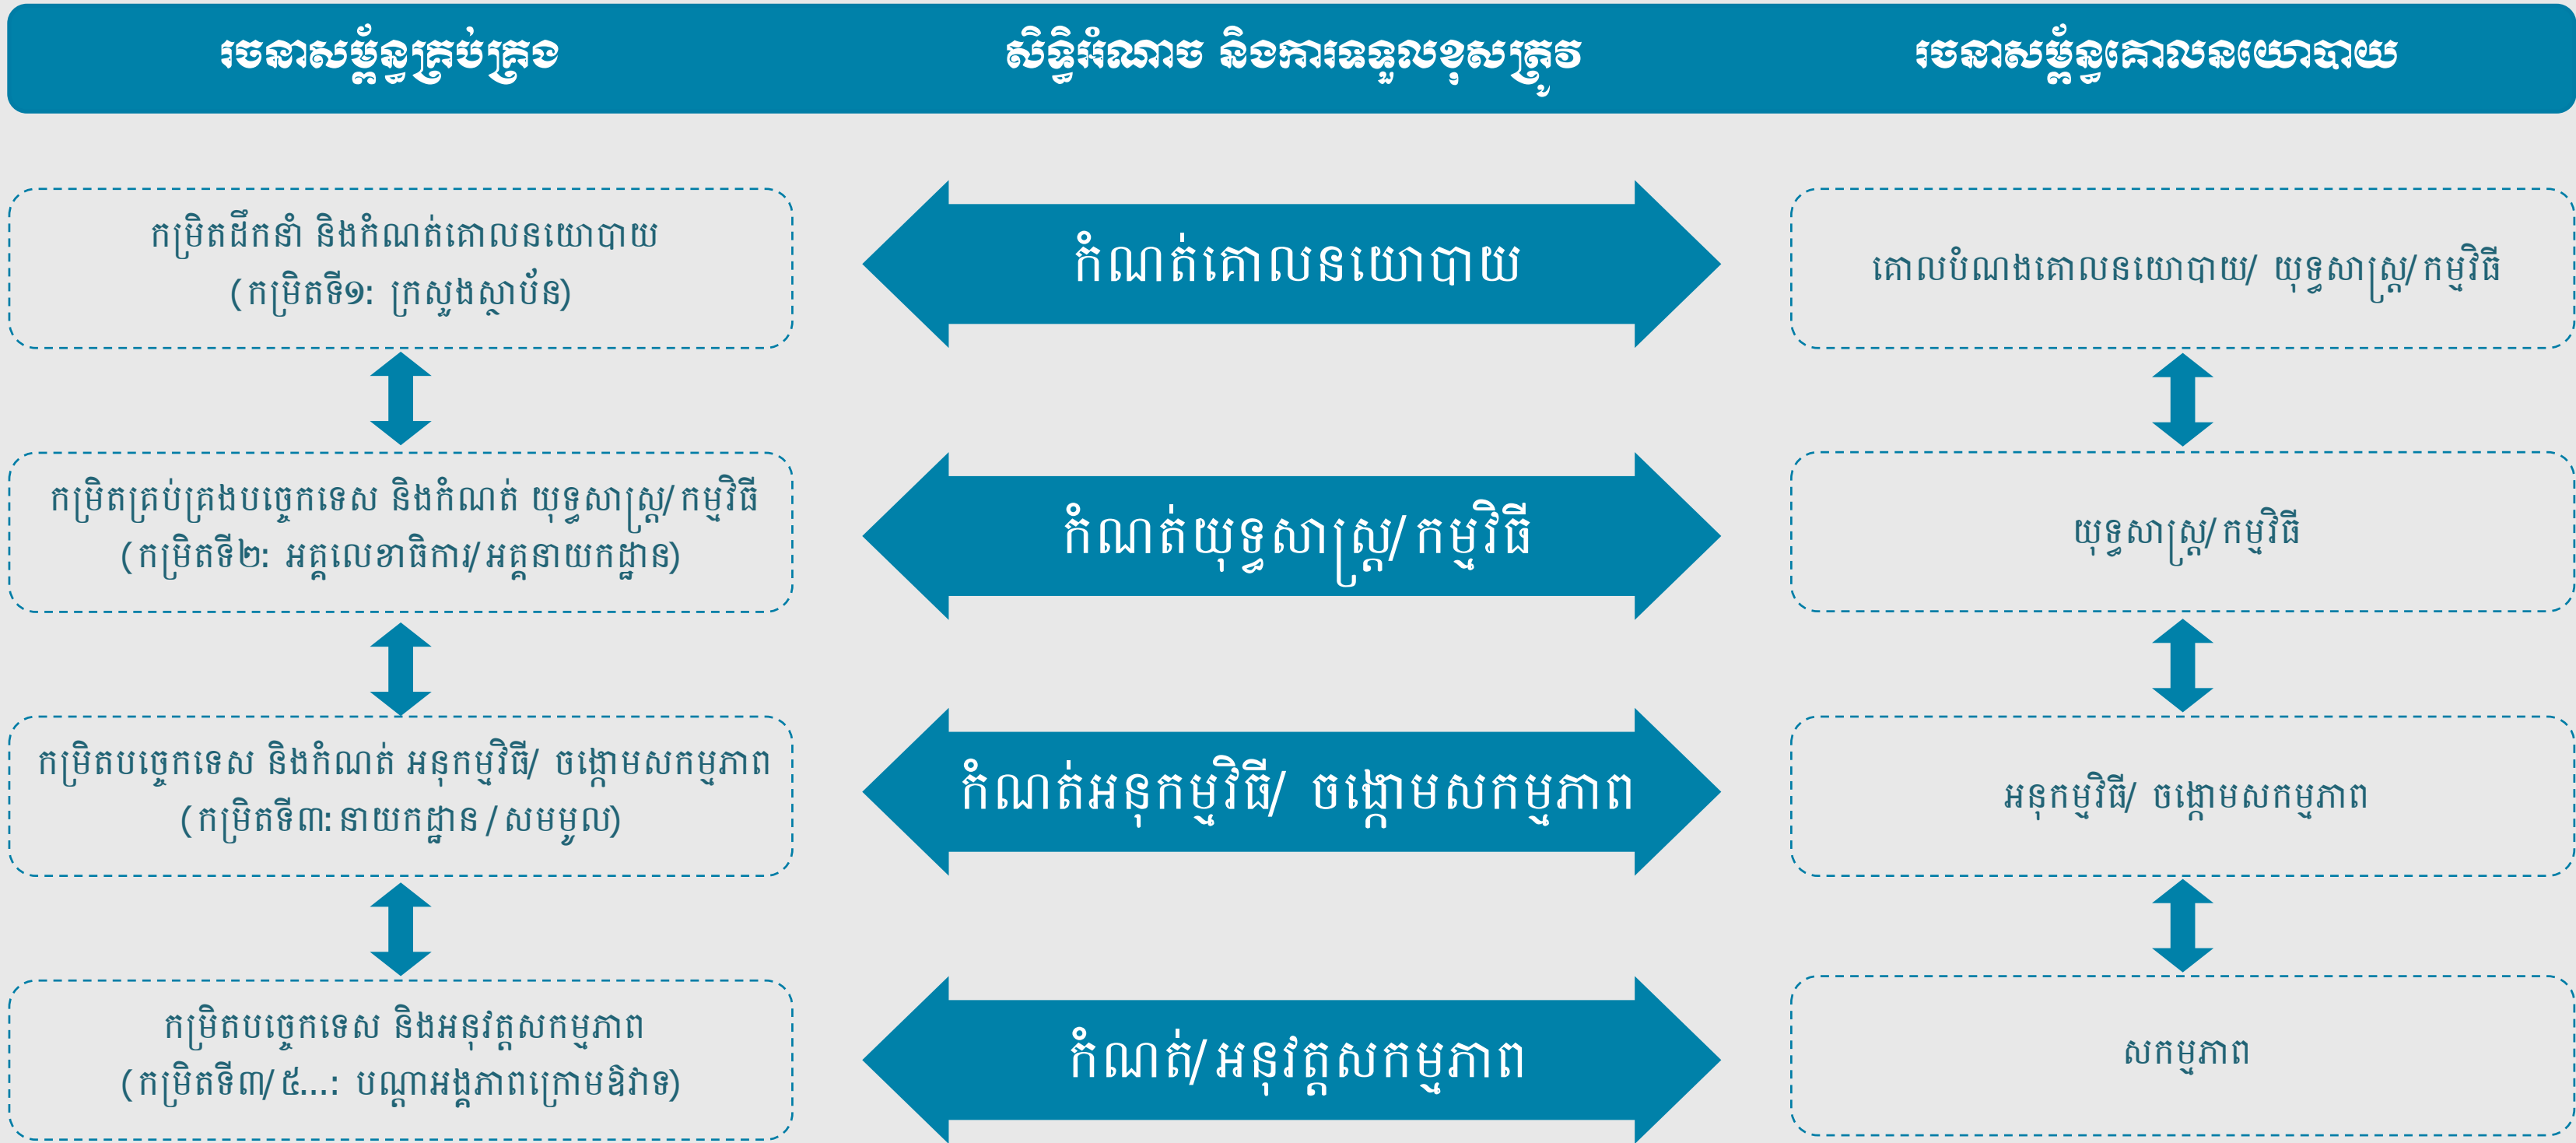 រចនាសម្ព័ន្ធគ្រប់គ្រង
សិទ្ធិអំណាច និងការទទួលខុសត្រូវ
រចនាសម្ព័ន្ធគោលនយោបាយ
កម្រិតដឹកនាំ និងកំណត់គោលនយោបាយ
(កម្រិតទី១: ក្រសួងស្ថាប័ន)
កំណត់គោលនយោបាយ
គោលបំណងគោលនយោបាយ/ យុទ្ធសាស្ត្រ/កម្មវិធី
កម្រិតគ្រប់គ្រងបច្ចេកទេស និងកំណត់ យុទ្ធសាស្ត្រ/កម្មវិធី
(កម្រិតទី២: អគ្គលេខាធិការ/អគ្គនាយកដ្ឋាន)
កំណត់យុទ្ធសាស្ត្រ/កម្មវិធី
យុទ្ធសាស្ត្រ/កម្មវិធី
កម្រិតបច្ចេកទេស និងកំណត់ អនុកម្មវិធី/ ចង្កោមសកម្មភាព
(កម្រិតទី៣: នាយកដ្ឋាន /សមមូល)
កំណត់អនុកម្មវិធី/ ចង្កោមសកម្មភាព
អនុកម្មវិធី/ ចង្កោមសកម្មភាព
កម្រិតបច្ចេកទេស និងអនុវត្តសកម្មភាព
(កម្រិតទី៣/៥...: បណ្តាអង្គភាពក្រោមឱវាទ)
កំណត់/អនុវត្តសកម្មភាព
សកម្មភាព